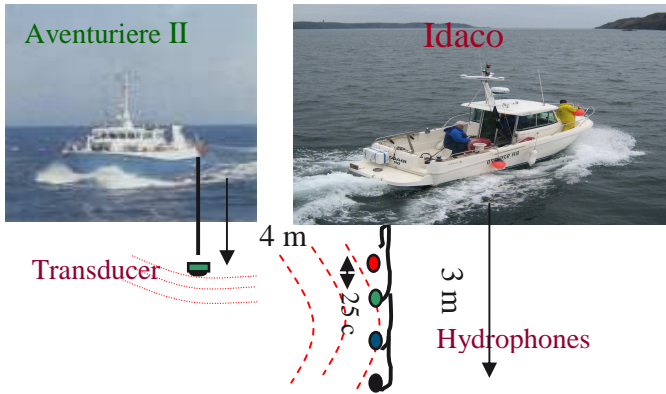 Aventuriere II
Idaco
4 m
Transducer
25 c
3 m
Hydrophones